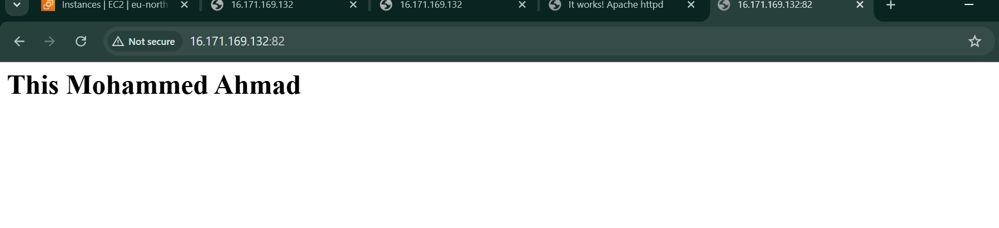 Instances | EC2 | eu-north
16.171.169.132
16.171.169.132
It works! Apache httpd
16.171.169.132:82
Not secure
16.171.169.132:82
This Mohammed Ahmad